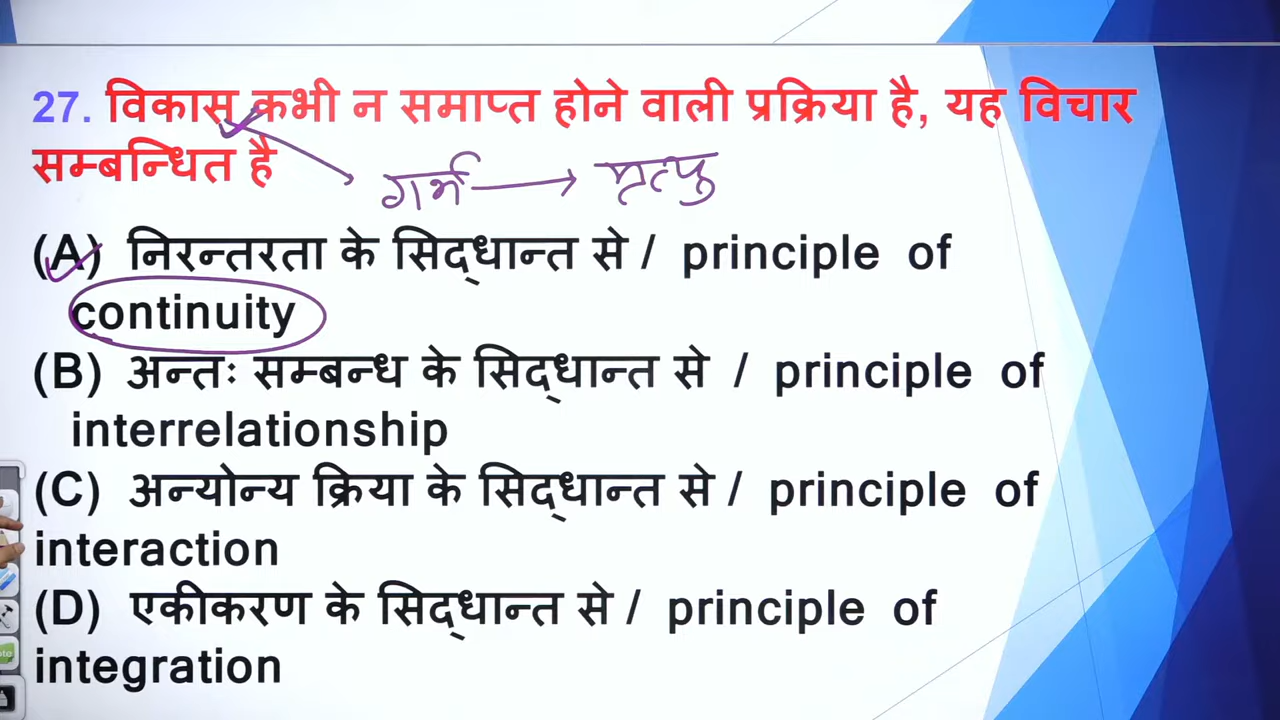 27. विकास कभी न समाप्त होने वाली प्रक्रिया है, यह विचार
सम्बन्धित है
गर्भ → मृत्यु
(A) निरन्तरता के सिद्धान्त से / principle of
continuity
(B) अन्तः सम्बन्ध के सिद्धान्त से / principle of
interrelationship
(C) अन्योन्य क्रिया के सिद्धान्त से / principle of
interaction
(D) एकीकरण के सिद्धान्त से / principle of
integration